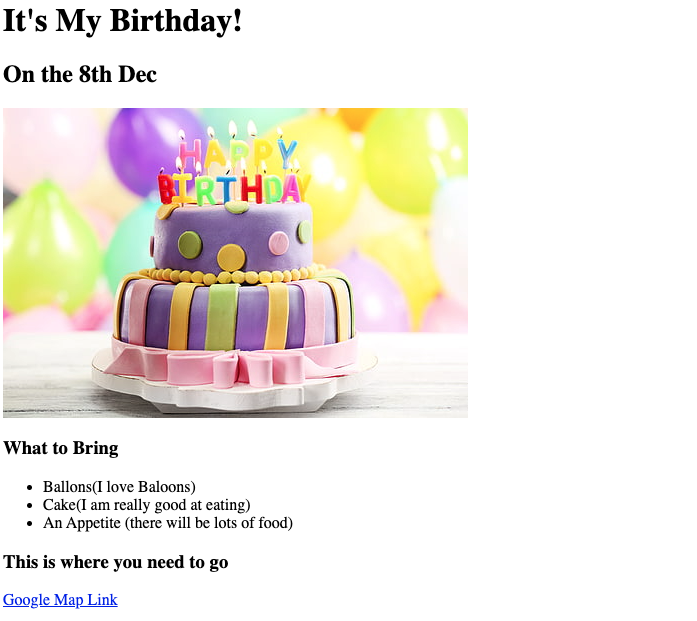 It's My Birthday!
On the 8th Dec
HAPPY
BIRTHDAY
What to Bring
Ballons(I love Baloons)
Cake(I am really good at eating)
An Appetite (there will be lots of food)
This is where you need to go
Google Map Link